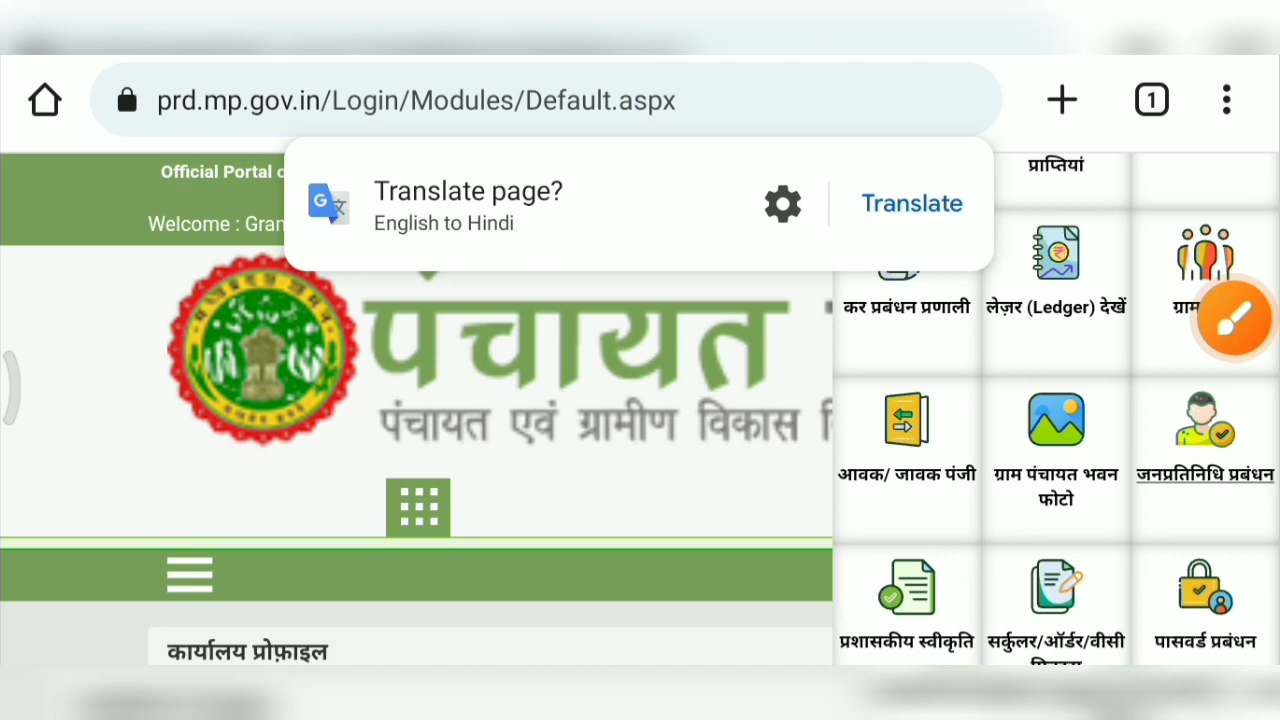 prd.mp.gov.in/Login/Modules/Default.aspx
1
Official Portal
Translate page?
English to Hindi
Translate
Welcome :
पंचायत
पंचायत एवं ग्रामीण विकास
कार्यालय प्रोफ़ाइल
प्राप्तियां
कर प्रबंधन प्रणाली
लेज़र (Ledger) देखें
ग्राम
आवक/ जावक पंजी
ग्राम पंचायत भवन
फोटो
जनप्रतिनिधि प्रबंधन
प्रशासकीय स्वीकृति
सर्कुलर/ऑर्डर/वीसी
पासवर्ड प्रबंधन